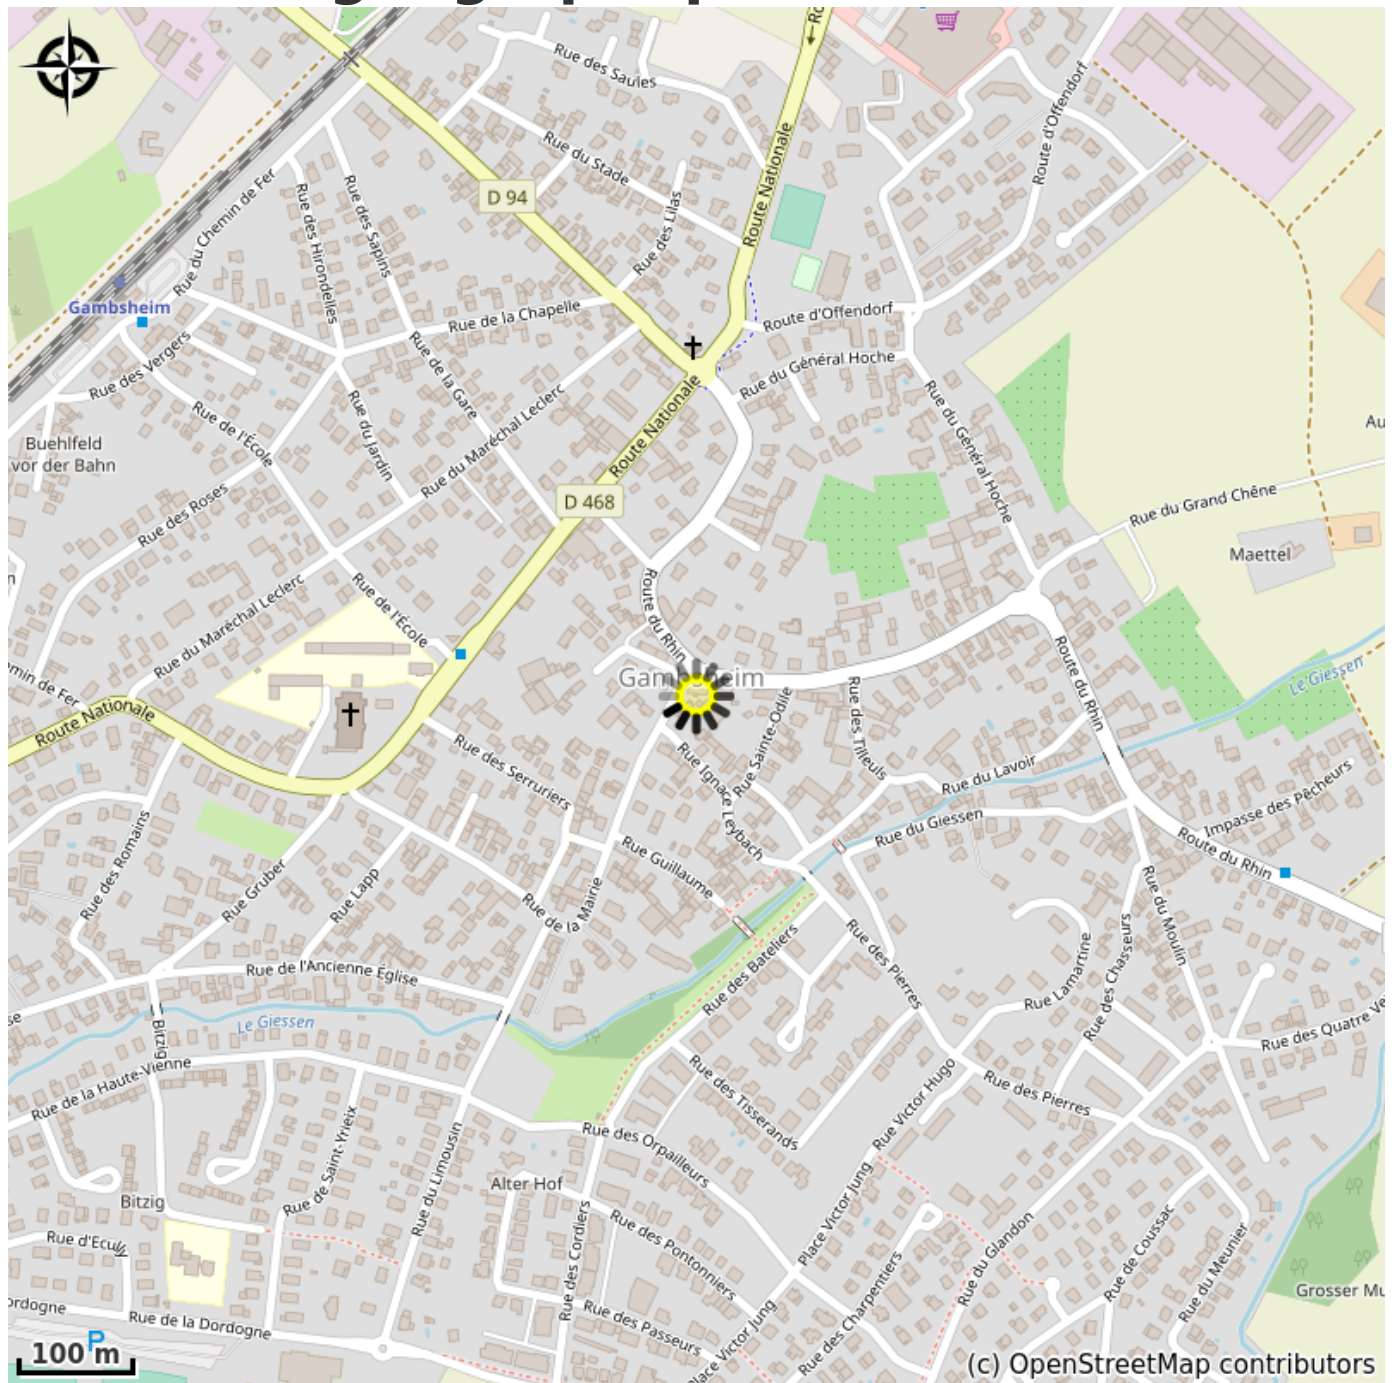 Rue des Saules
Route d'Offendorf
Rue du Stade
Route Nationale
D 94
Rue du Chemin de Fer
Rue des Hirondelles
Rue des Sapins
Rue des Lilas
Gambsheim
Rue de la Chapelle
Route d'Offendorf
Rue du Général Hoche
Rue des Vergers
Rue de la Gare
Rue du Jardin
Rue du Maréchal Leclerc
Route Nationale
Rue du Général Hoche
Buehlfeld
vor der Bahn
Rue de l'École
Rue des Roses
D 468
Rue du Grand Chêne
Maettel
Rue du Maréchal Leclerc
Rue de l'École
Route du Rhin
Gambsheim
Route du Rhin
Le Giessen
emin de Fer
Route Nationale
Rue des Serruriers
Rue Ignace Leybach
Rue Sainte-Odile
Rue des Tilleuls
Rue du Lavoir
Rue du Giessen
Impasse des Pêcheurs
Route du Rhin
Rue des Romains
Rue Gruber
Rue Lapp
Rue de la Mairie
Rue Guillaume
Rue des Bateliers
Rue des Pierres
Rue Lamartine
Rue des Chasseurs
Rue du Moulin
Rue des Quatre Ve
Rue de l'Ancienne Église
Le Giessen
Bitzig
Rue de la Haute-Vienne
Rue des Tisserands
Rue Victor Hugo
Rue des Pierres
Rue de Saint-Yrieix
Rue du Limousin
Rue des Orpailleurs
Alter Hof
Bitzig
Place Victor Jung
Rue d'Ecully
Rue des Cordiers
Rue des Pontonniers
Rue des Charpentiers
Rue du Glandon
Rue de Coussac
Rue du Meunier
Grosser Mu
ordogne
Rue de la Dordogne
Rue des Passeurs
lace Victor Jung
P
100 m
(c) OpenStreetMap contributors